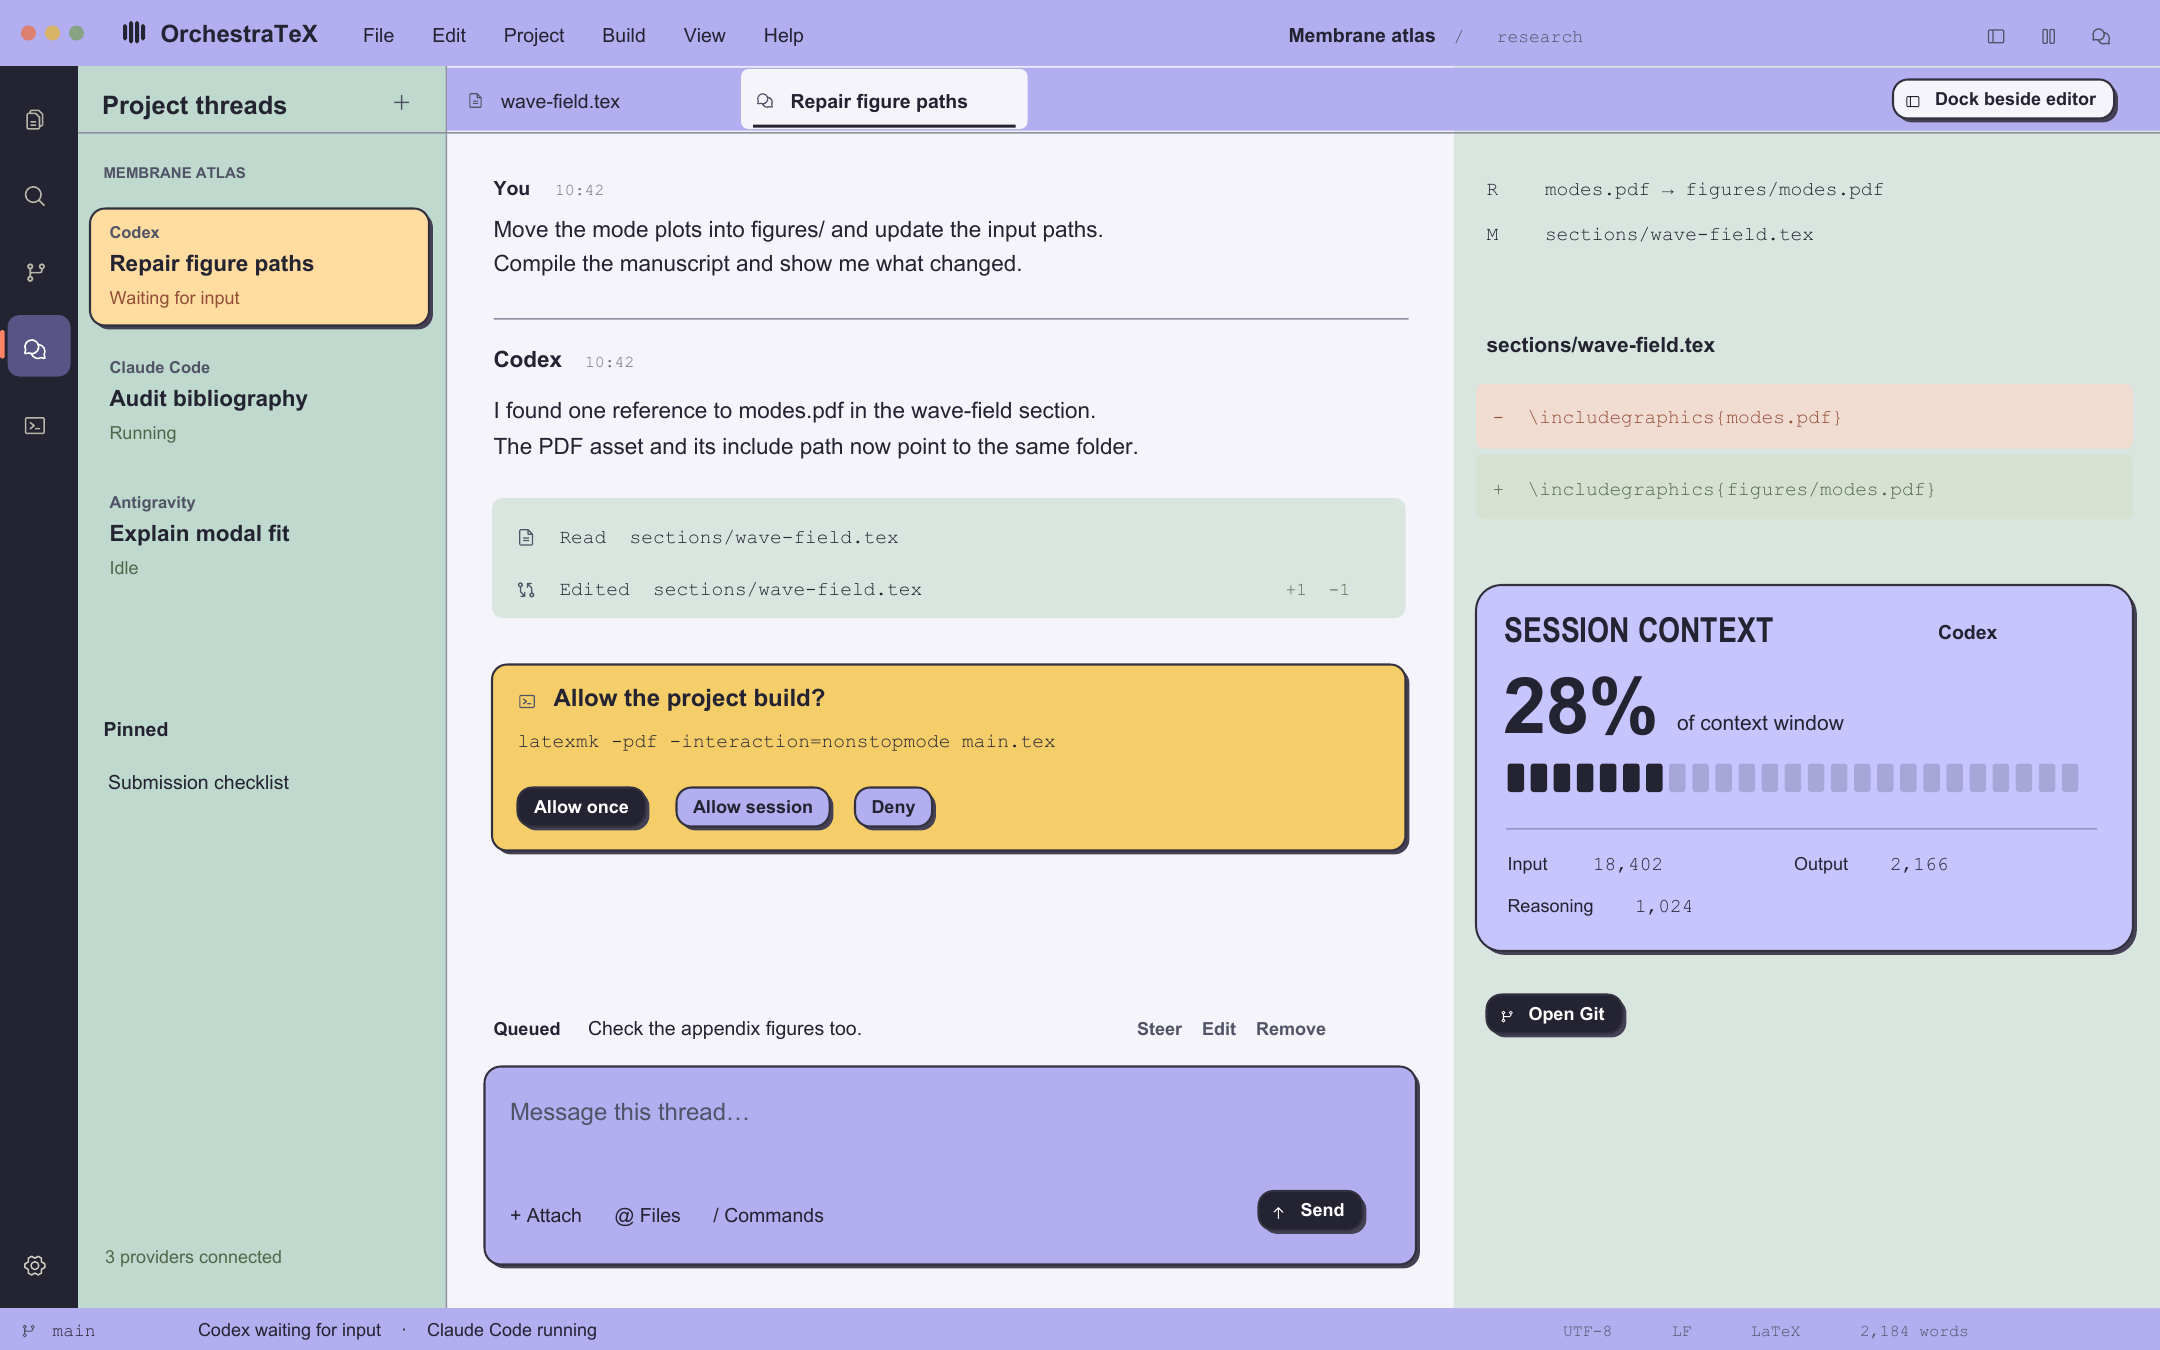 OrchestraTeX File Edit Project Build View Help Membrane atlas / research
Project threads +
wave-field.tex
Repair figure paths
Dock beside editor
MEMBRANE ATLAS
Codex
Repair figure paths
Waiting for input
Claude Code
Audit bibliography
Running
Antigravity
Explain modal fit
Idle
Pinned
Submission checklist
3 providers connected
You 10:42
Move the mode plots into figures/ and update the input paths.
Compile the manuscript and show me what changed.
Codex 10:42
I found one reference to modes.pdf in the wave-field section.
The PDF asset and its include path now point to the same folder.
Read sections/wave-field.tex
Edited sections/wave-field.tex +1 -1
Allow the project build?
latexmk -pdf -interaction=nonstopmode main.tex
Allow once Allow session Deny
Queued Check the appendix figures too. Steer Edit Remove
Message this thread…
+ Attach @ Files / Commands Send
R modes.pdf → figures/modes.pdf
M sections/wave-field.tex
sections/wave-field.tex
- \includegraphics{modes.pdf}
+ \includegraphics{figures/modes.pdf}
SESSION CONTEXT Codex
28% of context window
Input 18,402 Output 2,166
Reasoning 1,024
Open Git
main Codex waiting for input · Claude Code running UTF-8 LF LaTeX 2,184 words